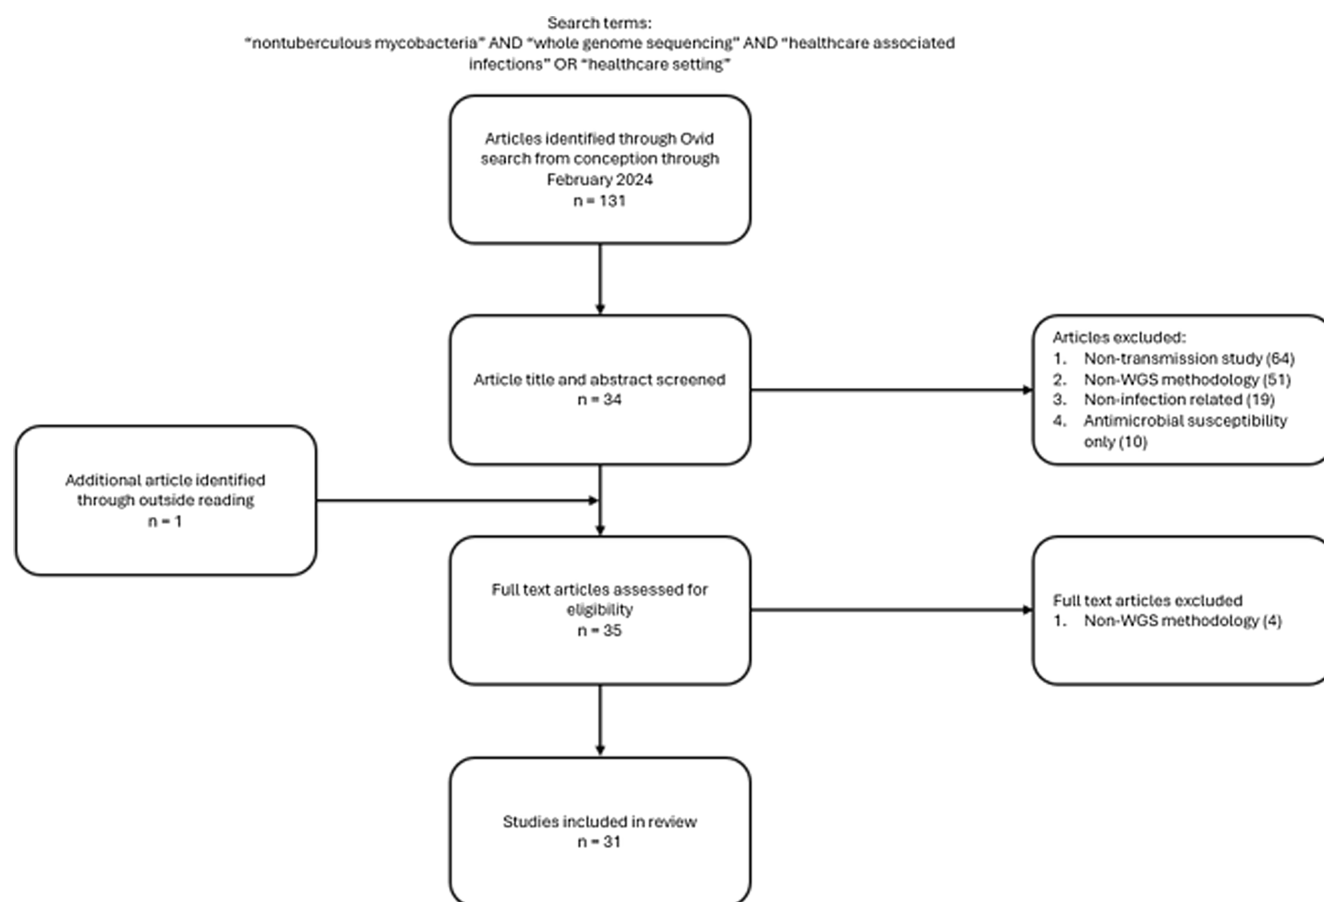 Search terms:
“nontuberculous mycobacteria” AND “whole genome sequencing” AND “healthcare associated
infections” OR “healthcare setting”
Articles identified through Ovid
search from conception through
February 2024
n = 131
Article title and abstract screened
n = 34
Articles excluded:
1. Non-transmission study (64)
2. Non-WGS methodology (51)
3. Non-infection related (19)
4. Antimicrobial susceptibility
only (10)
Additional article identified
through outside reading
n = 1
Full text articles assessed for
eligibility
n = 35
Full text articles excluded
1. Non-WGS methodology (4)
Studies included in review
n = 31